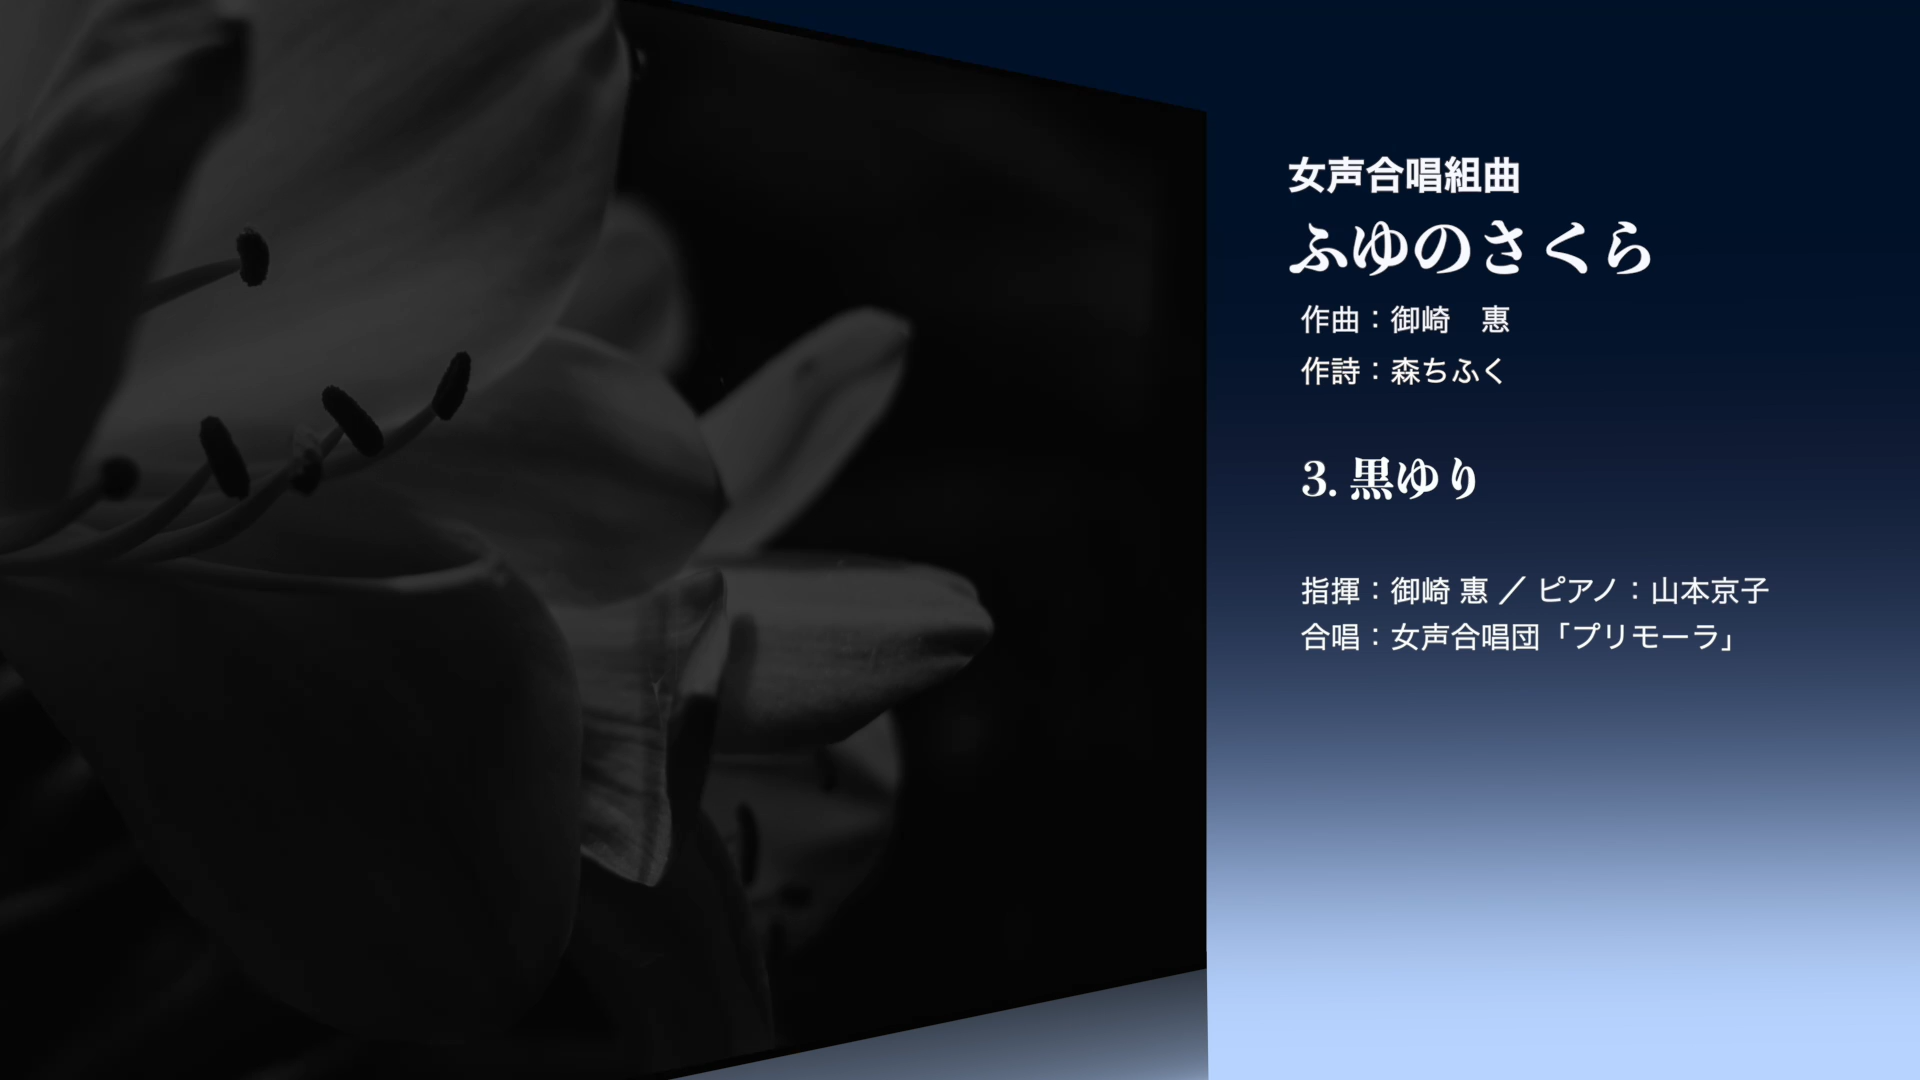 女声合唱組曲
ふゆのさくら
作曲：御崎　惠
作詩：森ちふく
3. 黒ゆり
指揮：御崎 惠 ／ ピアノ：山本京子
合唱：女声合唱団「プリモーラ」